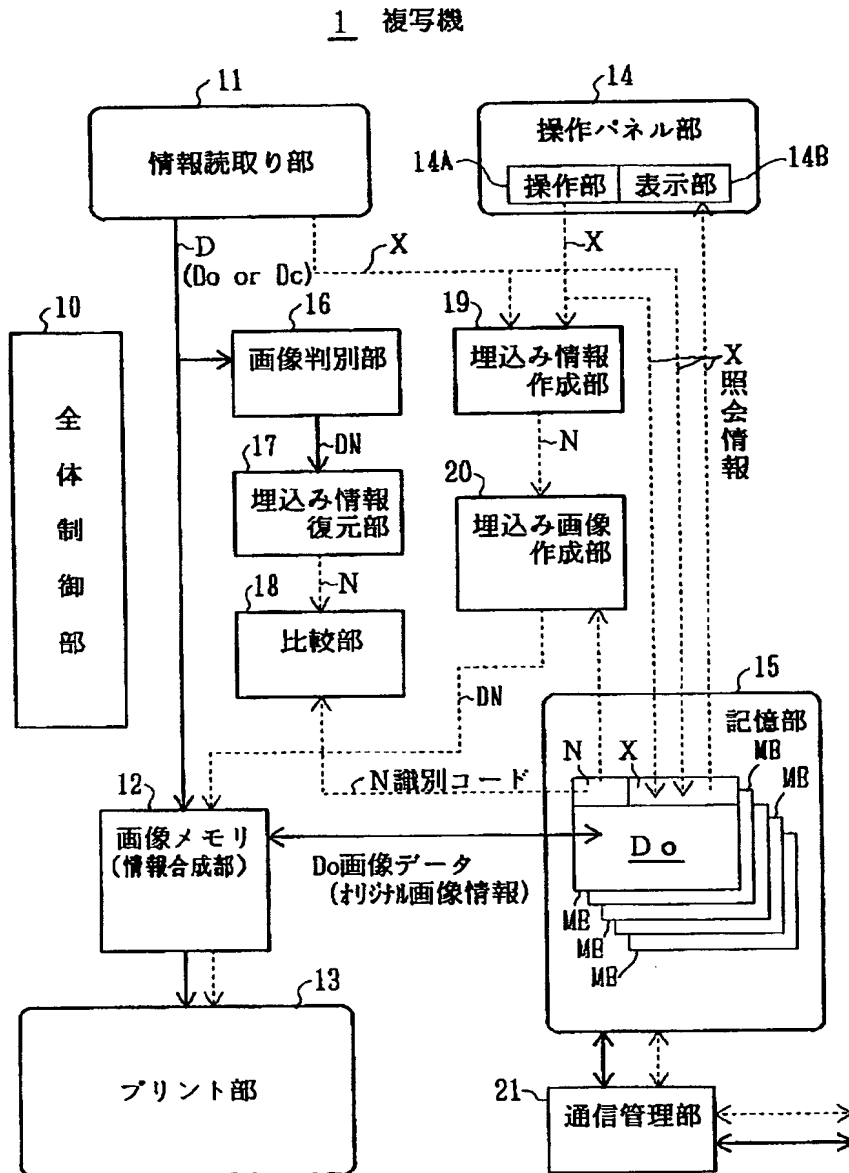 1 複写機
11
情報読取り部
14
操作パネル部
14A
操作部
表示部
14B
D
(Do or Dc)
X
X
10
全体制御部
16
画像判別部
19
埋込み情報
作成部
X
照会情報
DN
N
17
埋込み情報
復元部
20
埋込み画像
作成部
N
18
比較部
15
記憶部
DN
N
X
MB
MB
N識別コード
12
画像メモリ
(情報合成部)
Do画像データ
(オリジナル画像情報)
Do
MB
MB
MB
13
プリント部
21
通信管理部